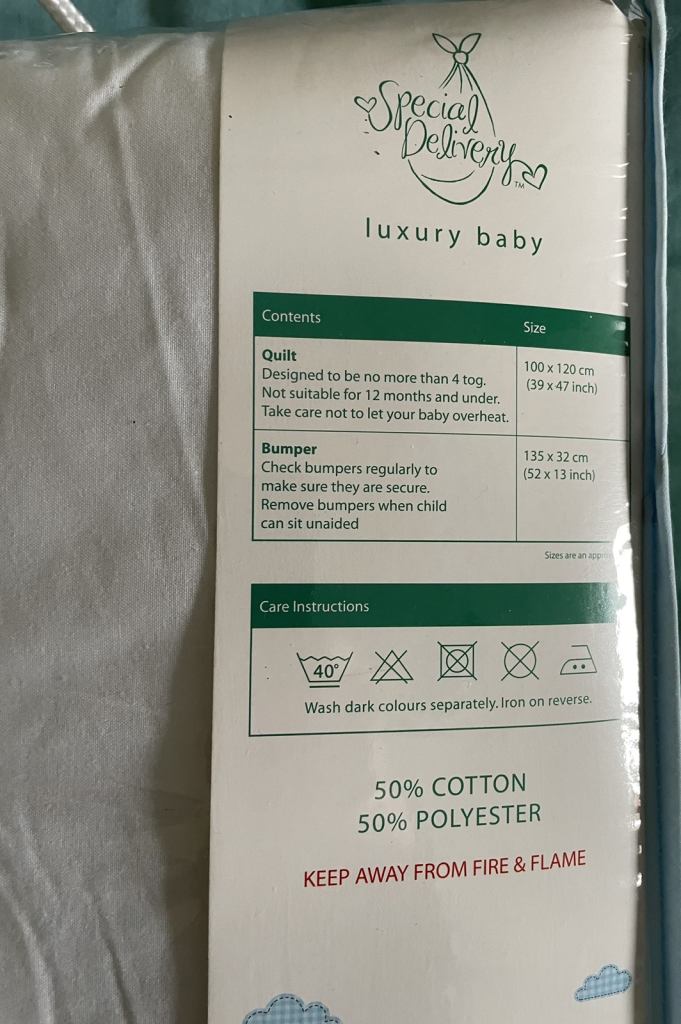 Special
Delivery™
luxury baby
Contents
Size
Quilt
Designed to be no more than 4 tog.
Not suitable for 12 months and under.
Take care not to let your baby overheat.
100 x 120 cm
(39 x 47 inch)
Bumper
Check bumpers regularly to
make sure they are secure.
Remove bumpers when child
can sit unaided
135 x 32 cm
(52 x 13 inch)
Sizes are an
Care Instructions
40°
Wash dark colours separately. Iron on reverse.
50% COTTON
50% POLYESTER
KEEP AWAY FROM FIRE & FLAME